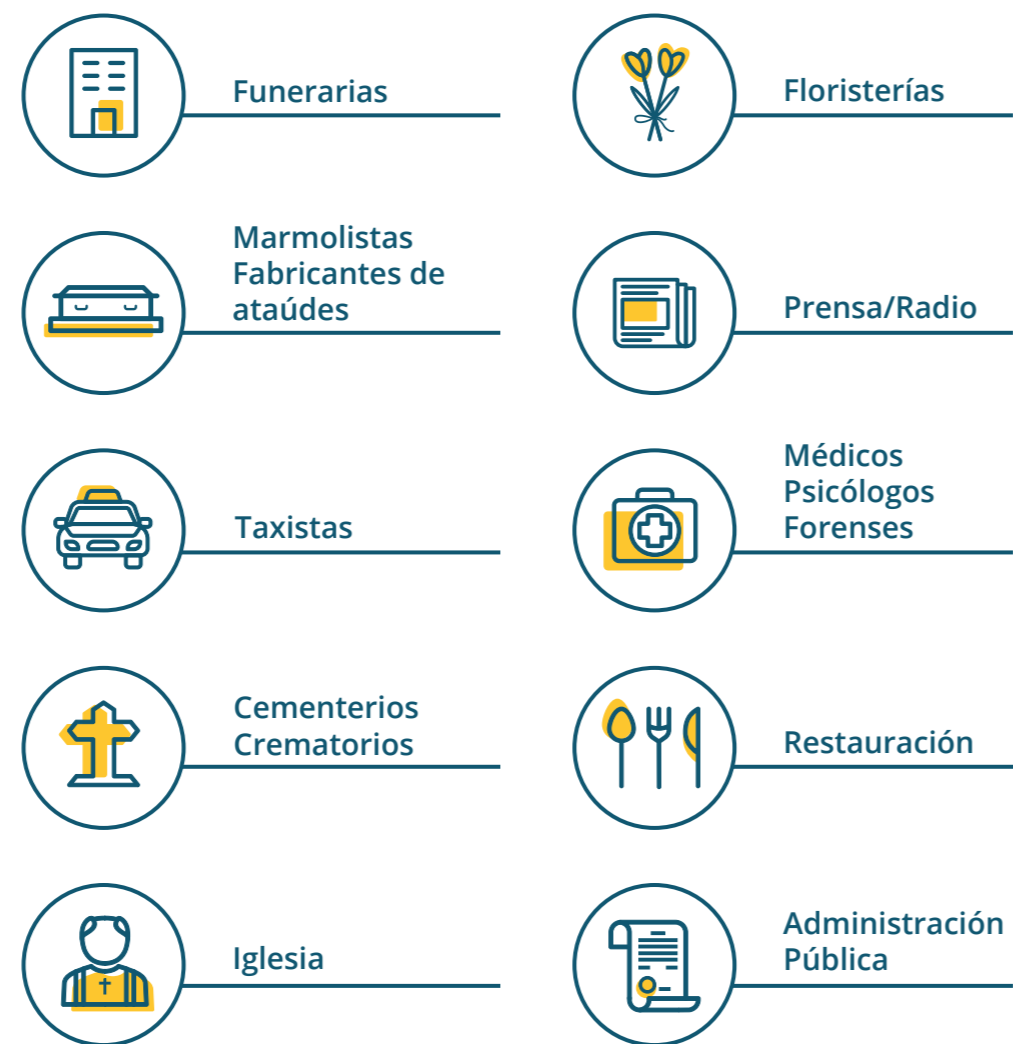 Funerarias
Floristerías
Marmolistas
Fabricantes de
ataúdes
Prensa/Radio
Taxistas
Médicos
Psicólogos
Forenses
Cementerios
Crematorios
Restauración
Iglesia
Administración
Pública